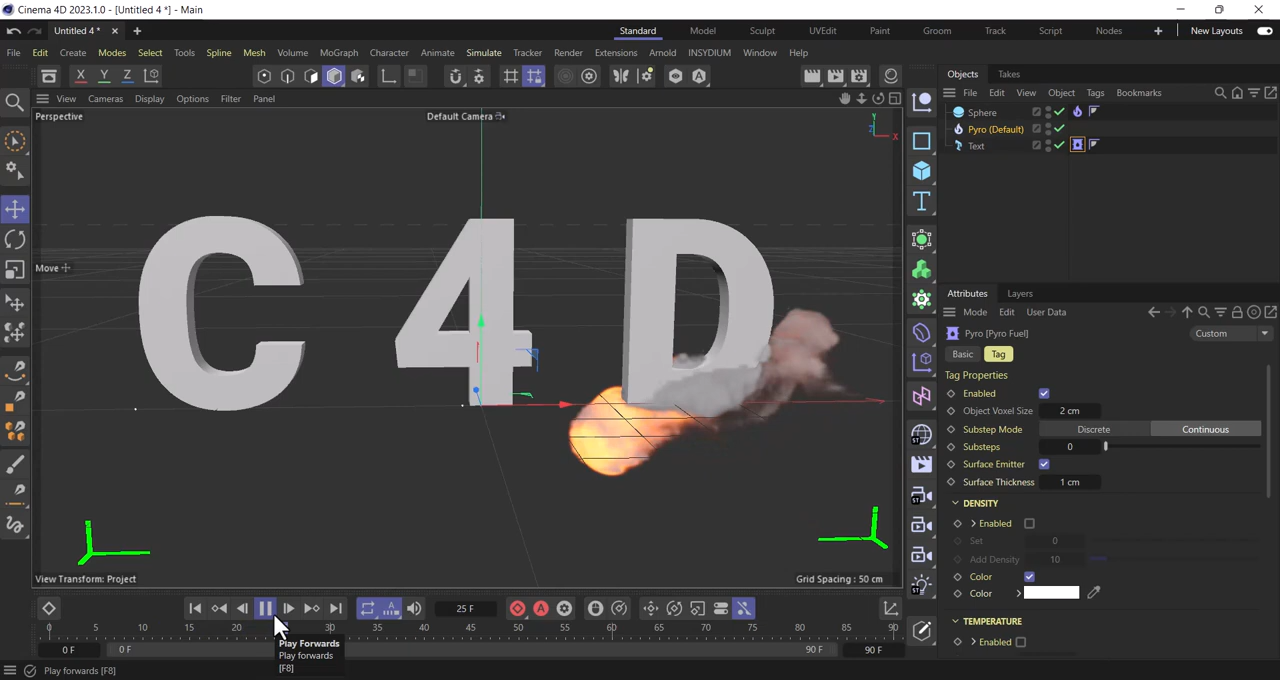 Cinema 4D 2023.1.0 - [Untitled 4 *] - Main
Untitled 4 * × +
Standard Model Sculpt UVEdit Paint Groom Track Script Nodes + New Layouts
File Edit Create Modes Select Tools Spline Mesh Volume MoGraph Character Animate Simulate Tracker Render Extensions Arnold INSYDIUM Window Help
X Y Z
Objects Takes
View Cameras Display Options Filter Panel
File Edit View Object Tags Bookmarks
Perspective
Default Camera
Y
Z X
Sphere
Pyro (Default)
Text
Move
C 4 D
Attributes Layers
Mode Edit User Data
Pyro [Pyro Fuel] Custom
Basic Tag
Tag Properties
Enabled
Object Voxel Size 2 cm
Substep Mode Discrete Continuous
Substeps 0
Surface Emitter
Surface Thickness 1 cm
DENSITY
Enabled
Set 0
Add Density 10
Color
Color
TEMPERATURE
Enabled
View Transform: Project
Grid Spacing : 50 cm
25 F
0 5 10 15 20 30 35 40 45 50 55 60 65 70 75 80 85 90
0 F 0 F 90 F 90 F
Play Forwards
Play forwards
[F8]
Play forwards [F8]